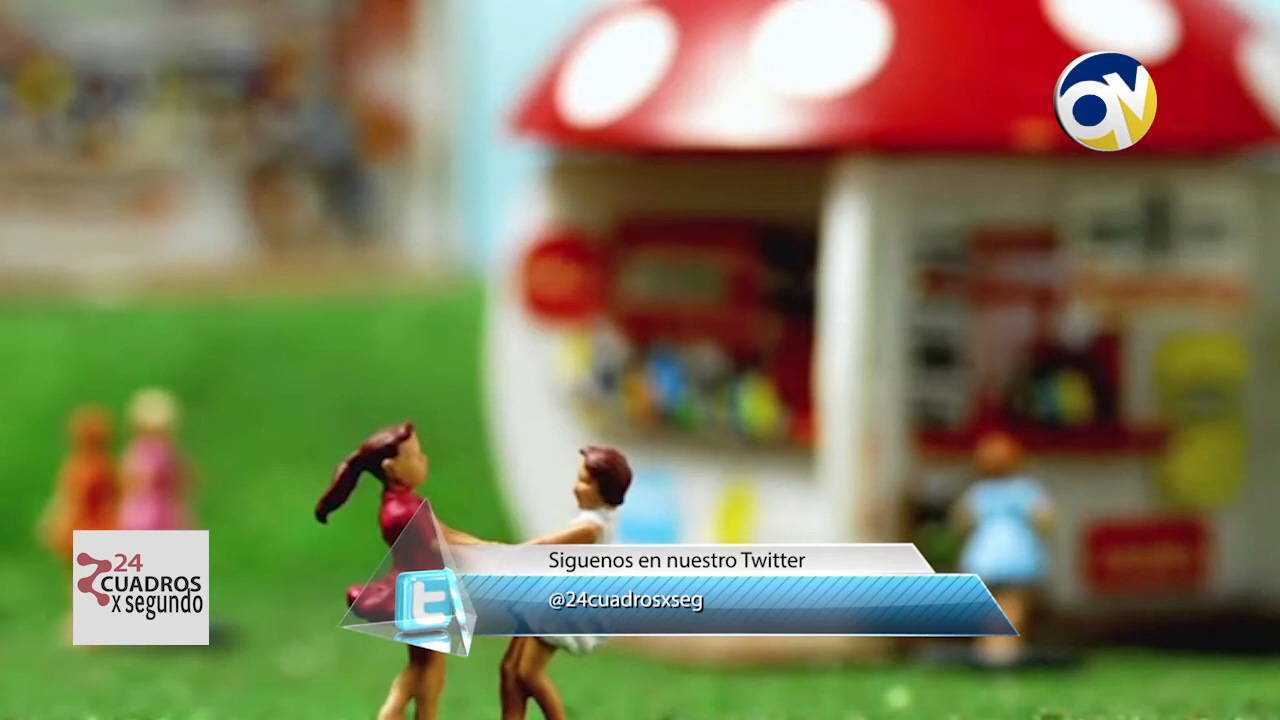 24
CUADROS
x segundo
Siguenos en nuestro Twitter
@24cuadrosxseg